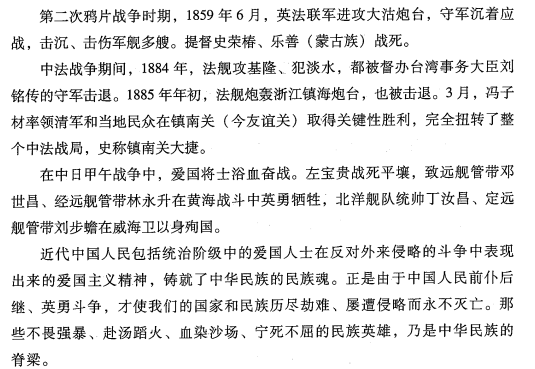 第二次鸦片战争时期，1859 年 6 月，英法联军进攻大沽炮台，守军沉着应
战，击沉、击伤军舰多艘。提督史荣椿、乐善（蒙古族）战死。
中法战争期间，1884 年，法舰攻基隆、犯淡水，都被督办台湾事务大臣刘
铭传的守军击退。1885 年年初，法舰炮轰浙江镇海炮台，也被击退。3 月，冯子
材率领清军和当地民众在镇南关（今友谊关）取得关键性胜利，完全扭转了整
个中法战局，史称镇南关大捷。
在中日甲午战争中，爱国将士浴血奋战。左宝贵战死平壤，致远舰管带邓
世昌、经远舰管带林永升在黄海战斗中英勇牺牲，北洋舰队统帅丁汝昌、定远
舰管带刘步蟾在威海卫以身殉国。
近代中国人民包括统治阶级中的爱国人士在反对外来侵略的斗争中表现
出来的爱国主义精神，铸就了中华民族的民族魂。正是由于中国人民前仆后
继、英勇斗争，才使我们的国家和民族历尽劫难、屡遭侵略而永不灭亡。那
些不畏强暴、赴汤蹈火、血染沙场、宁死不屈的民族英雄，乃是中华民族的
脊梁。